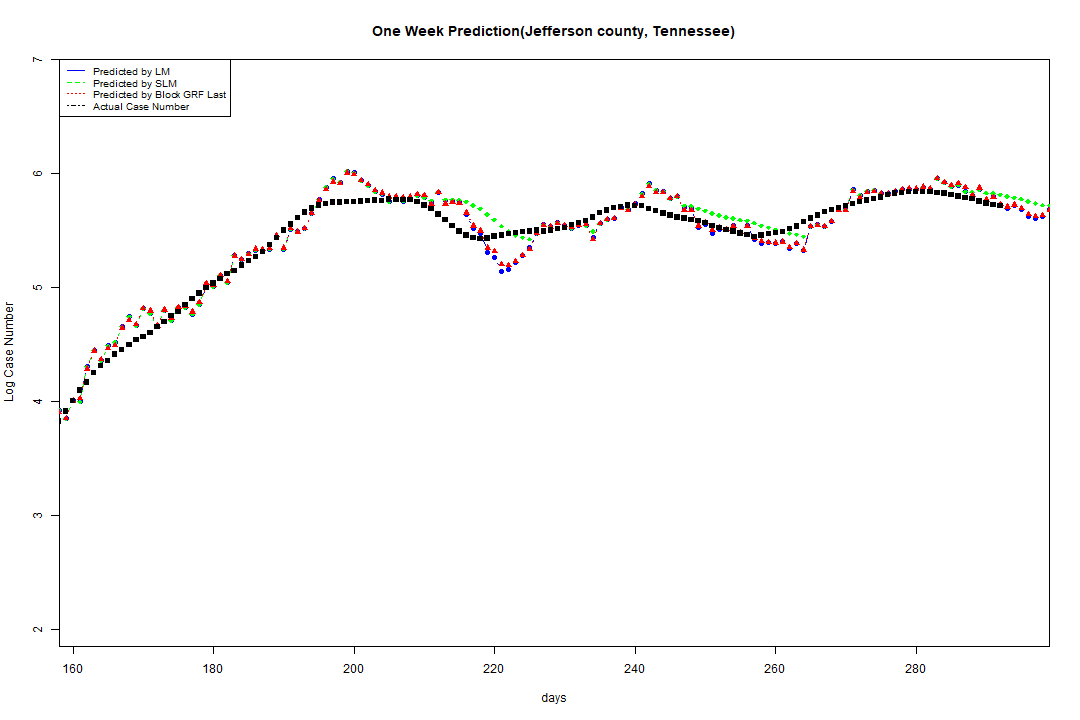 One Week Prediction(Jefferson county, Tennessee)
7
Predicted by LM
Predicted by SLM
Predicted by Block GRF Last
Actual Case Number
6
5
4
3
2
Log Case Number
160 180 200 220 240 260 280
days